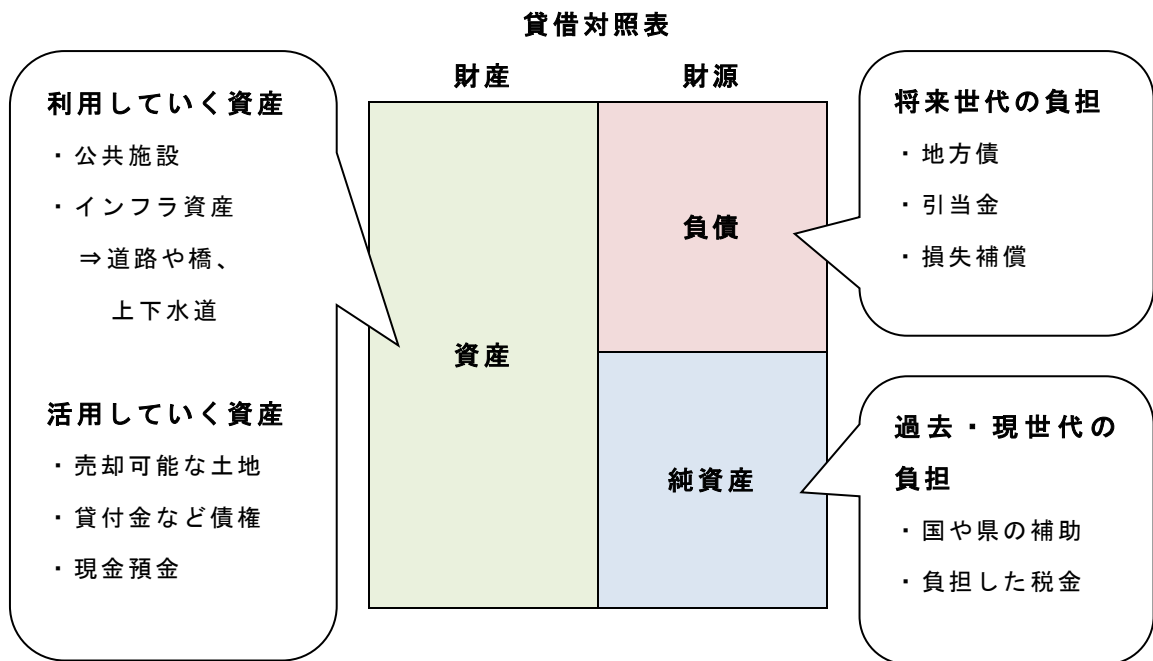 貸借対照表
財産
財源
利用していく資産
・公共施設
・インフラ資産
⇒道路や橋、
上下水道
活用していく資産
・売却可能な土地
・貸付金など債権
・現金預金
資産
負債
純資産
将来世代の負担
・地方債
・引当金
・損失補償
過去・現世代の
負担
・国や県の補助
・負担した税金